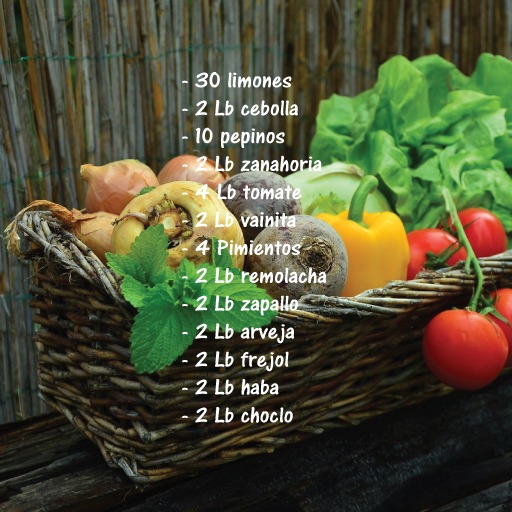 - 30 limones
- 2 Lb cebolla
- 10 pepinos
- 2 Lb zanahoria
- 4 Lb tomate
- 2 Lb vainita
- 4 Pimientos
- 2 Lb remolacha
- 2 Lb zapallo
- 2 Lb arveja
- 2 Lb frejol
- 2 Lb haba
- 2 Lb choclo